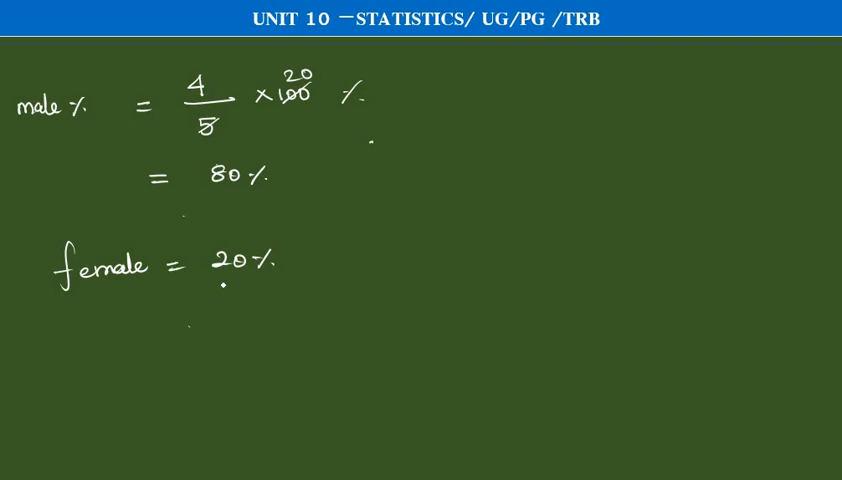 UNIT 10 —STATISTICS/ UG/PG /TRB
male % = 4/5 × 100 20 %
= 80 %
female = 20 %